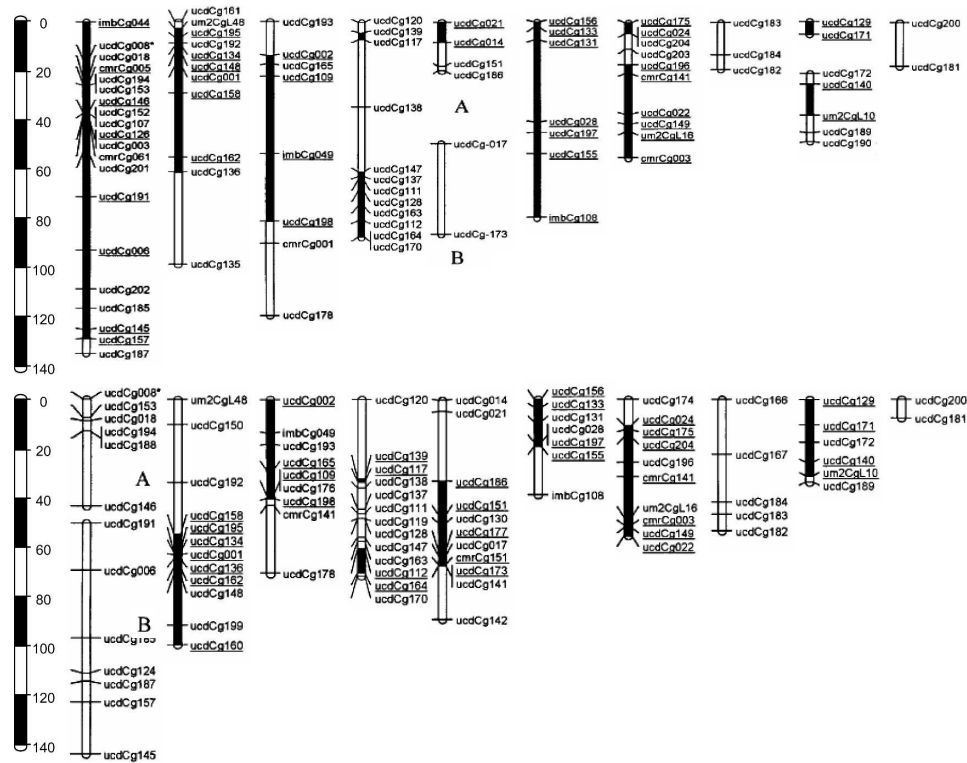 0
20
40
60
80
100
120
140
imbCg044
ucdCg008*
ucdCg018
cmrCg005
ucdCg194
ucdCg153
ucdCg146
ucdCg152
ucdCg107
ucdCg126
ucdCg003
cmrCg061
ucdCg201
ucdCg191
ucdCg006
ucdCg202
ucdCg185
ucdCg145
ucdCg157
ucdCg187
ucdCg161
um2CgL48
ucdCg195
ucdCg192
ucdCg134
ucdCg148
ucdCg001
ucdCg158
ucdCg162
ucdCg136
ucdCg135
ucdCg193
ucdCg002
ucdCg165
ucdCg109
imbCg049
ucdCg198
cmrCg001
ucdCg178
ucdCg120
ucdCg139
ucdCg117
ucdCg138
ucdCg147
ucdCg137
ucdCg111
ucdCg128
ucdCg163
ucdCg112
ucdCg164
ucdCg170
ucdCg021
ucdCg014
ucdCg151
ucdCg186
A
ucdCg-017
ucdCg-173
B
ucdCg156
ucdCg133
ucdCg131
ucdCg028
ucdCg197
ucdCg155
imbCg108
ucdCg175
ucdCg024
ucdCg204
ucdCg203
ucdCg196
cmrCg141
ucdCg022
ucdCg149
um2CgL16
cmrCg003
ucdCg183
ucdCg184
ucdCg182
ucdCg129
ucdCg171
ucdCg172
ucdCg140
um2CgL10
ucdCg189
ucdCg190
ucdCg200
ucdCg181
0
20
40
60
80
100
120
140
ucdCg008*
ucdCg153
ucdCg018
ucdCg194
ucdCg188
A
ucdCg146
ucdCg191
ucdCg006
B
ucdCg124
ucdCg187
ucdCg157
ucdCg145
um2CgL48
ucdCg150
ucdCg192
ucdCg158
ucdCg195
ucdCg134
ucdCg001
ucdCg136
ucdCg162
ucdCg148
ucdCg199
ucdCg160
ucdCg002
imbCg049
ucdCg193
ucdCg165
ucdCg109
ucdCg176
ucdCg198
cmrCg141
ucdCg178
ucdCg120
ucdCg139
ucdCg117
ucdCg138
ucdCg137
ucdCg111
ucdCg119
ucdCg128
ucdCg147
ucdCg163
ucdCg112
ucdCg164
ucdCg170
ucdCg014
ucdCg021
ucdCg186
ucdCg151
ucdCg130
ucdCg177
ucdCg017
cmrCg151
ucdCg173
ucdCg141
ucdCg142
ucdCg156
ucdCg133
ucdCg131
ucdCg028
ucdCg197
ucdCg155
imbCg108
ucdCg174
ucdCg024
ucdCg175
ucdCg204
ucdCg196
cmrCg141
um2CgL16
cmrCg003
ucdCg149
ucdCg022
ucdCg166
ucdCg167
ucdCg184
ucdCg183
ucdCg182
ucdCg129
ucdCg171
ucdCg172
ucdCg140
um2CgL10
ucdCg189
ucdCg200
ucdCg181